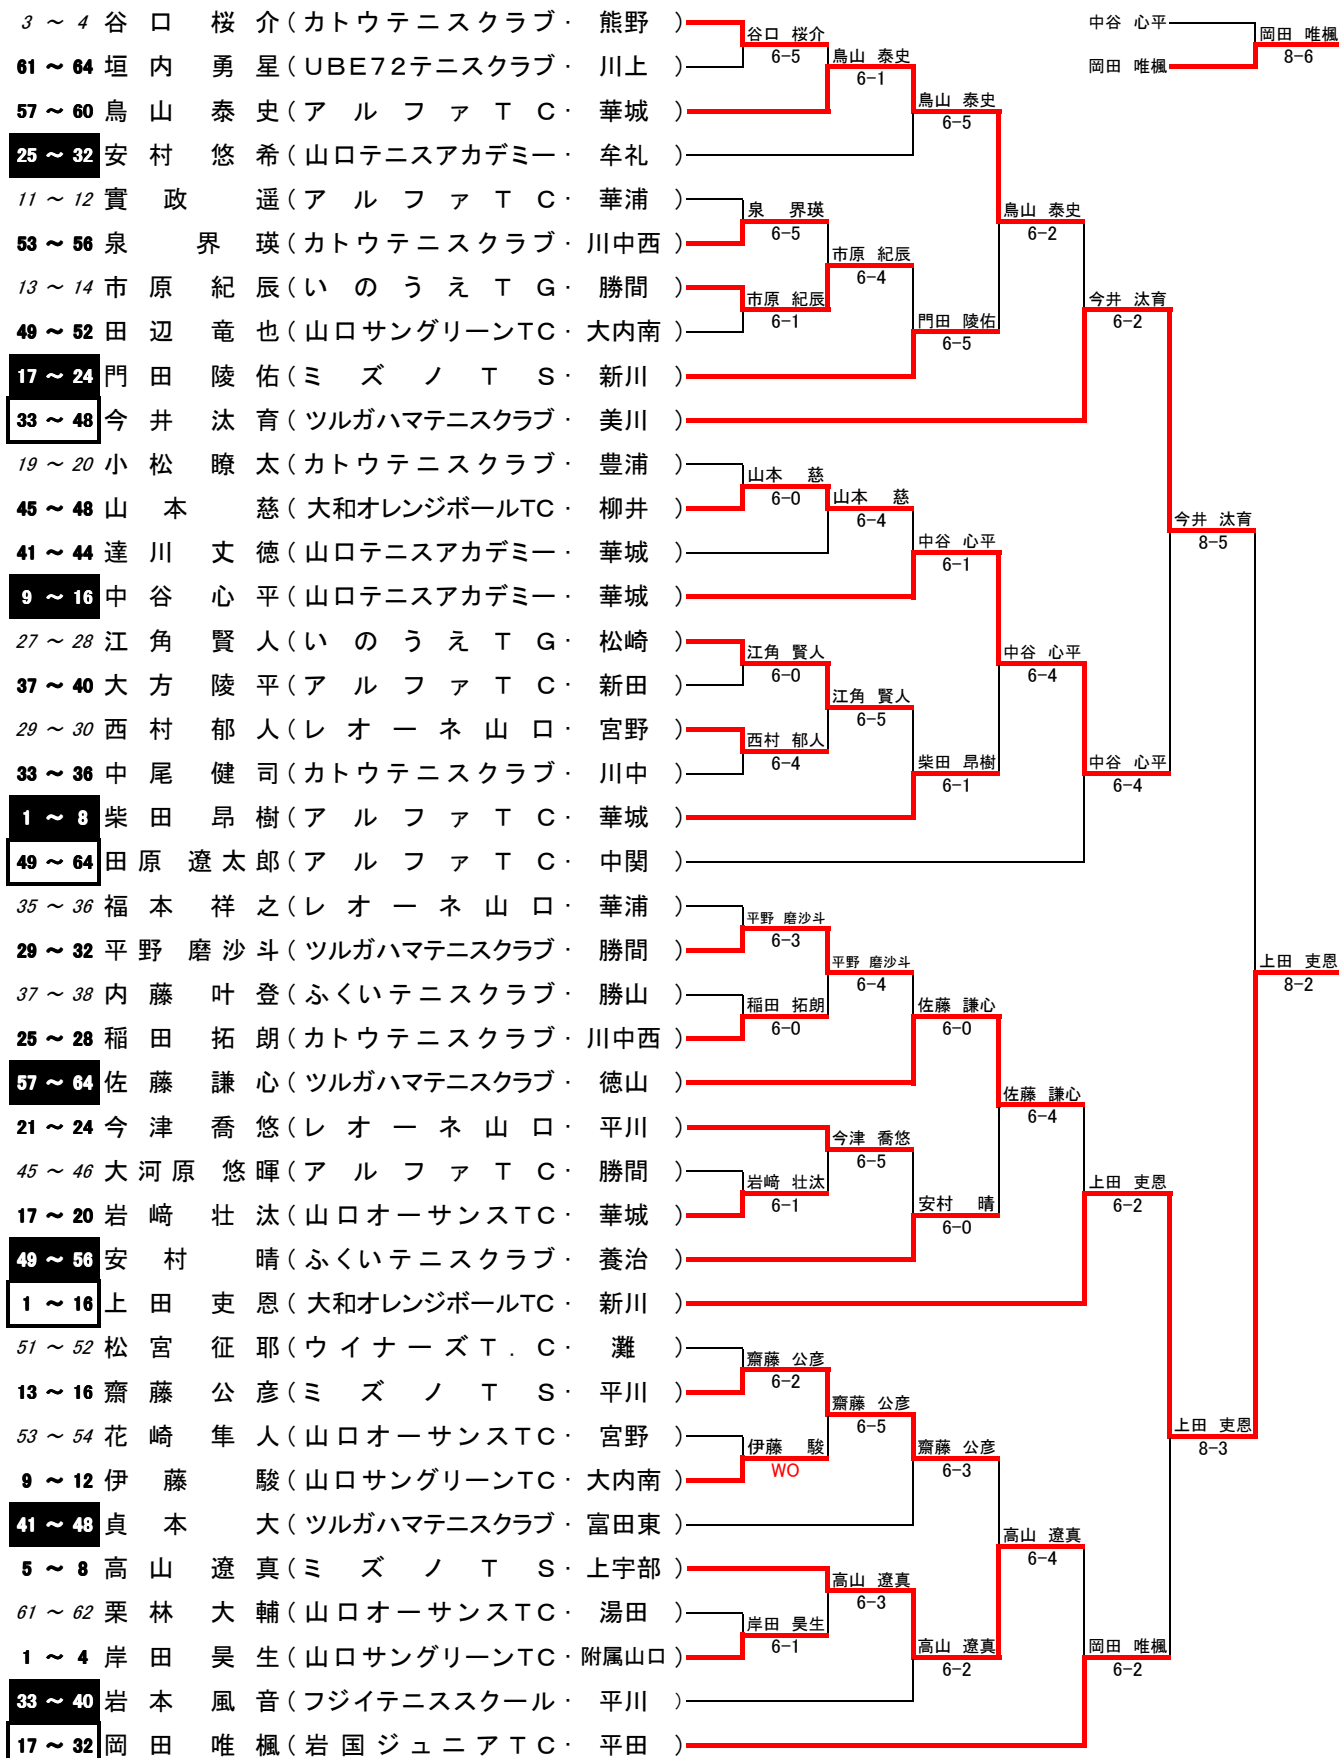 3 ～ 4 谷口 桜介 (カトウテニスクラブ・ 熊野 )
61 ～ 64 垣内 勇星 (UBE72テニスクラブ・ 川上 )
57 ～ 60 鳥山 泰史 (アルファTC・ 華城 )
25 ～ 32 安村 悠希 (山口テニスアカデミー・ 牟礼 )
11 ～ 12 實政 遥 (アルファTC・ 華浦 )
53 ～ 56 泉 界瑛 (カトウテニスクラブ・ 川中西 )
13 ～ 14 市原 紀辰 (いのうえTG・ 勝間 )
49 ～ 52 田辺 竜也 (山口サングリーンTC・ 大内南 )
17 ～ 24 門田 陵佑 (ミズノTS・ 新川 )
33 ～ 48 今井 汰育 (ツルガハマテニスクラブ・ 美川 )
19 ～ 20 小松 暸太 (カトウテニスクラブ・ 豊浦 )
45 ～ 48 山本 慈 (大和オレンジボールTC・ 柳井 )
41 ～ 44 達川 丈徳 (山口テニスアカデミー・ 華城 )
9 ～ 16 中谷 心平 (山口テニスアカデミー・ 華城 )
27 ～ 28 江角 賢人 (いのうえTG・ 松崎 )
37 ～ 40 大方 陵平 (アルファTC・ 新田 )
29 ～ 30 西村 郁人 (レオーネ山口・ 宮野 )
33 ～ 36 中尾 健司 (カトウテニスクラブ・ 川中 )
1 ～ 8 柴田 昂樹 (アルファTC・ 華城 )
49 ～ 64 田原 遼太郎 (アルファTC・ 中関 )
35 ～ 36 福本 祥之 (レオーネ山口・ 華浦 )
29 ～ 32 平野 磨沙斗 (ツルガハマテニスクラブ・ 勝間 )
37 ～ 38 内藤 叶登 (ふくいテニスクラブ・ 勝山 )
25 ～ 28 稲田 拓朗 (カトウテニスクラブ・ 川中西 )
57 ～ 64 佐藤 謙心 (ツルガハマテニスクラブ・ 徳山 )
21 ～ 24 今津 喬悠 (レオーネ山口・ 平川 )
45 ～ 46 大河原 悠暉 (アルファTC・ 勝間 )
17 ～ 20 岩﨑 壮汰 (山口オーサンスTC・ 華城 )
49 ～ 56 安村 晴 (ふくいテニスクラブ・ 養治 )
1 ～ 16 上田 吏恩 (大和オレンジボールTC・ 新川 )
51 ～ 52 松宮 征耶 (ウイナーズT．C・ 灘 )
13 ～ 16 齋藤 公彦 (ミズノTS・ 平川 )
53 ～ 54 花崎 隼人 (山口オーサンスTC・ 宮野 )
9 ～ 12 伊藤 駿 (山口サングリーンTC・ 大内南 )
41 ～ 48 貞本 大 (ツルガハマテニスクラブ・ 富田東 )
5 ～ 8 高山 遼真 (ミズノTS・ 上宇部 )
61 ～ 62 栗林 大輔 (山口オーサンスTC・ 湯田 )
1 ～ 4 岸田 昊生 (山口サングリーンTC・ 附属山口 )
33 ～ 40 岩本 風音 (フジイテニススクール・ 平川 )
17 ～ 32 岡田 唯楓 (岩国ジュニアTC・ 平田 )
谷口 桜介
6-5
泉 界瑛
6-5
市原 紀辰
6-1
山本 慈
6-0
江角 賢人
6-0
西村 郁人
6-4
平野 磨沙斗
6-3
稲田 拓朗
6-0
岩﨑 壮汰
6-1
齋藤 公彦
6-2
伊藤 駿
WO
岸田 昊生
6-1
鳥山 泰史
6-1
市原 紀辰
6-4
山本 慈
6-4
江角 賢人
6-5
平野 磨沙斗
6-4
今津 喬悠
6-5
齋藤 公彦
6-5
高山 遼真
6-3
鳥山 泰史
6-5
門田 陵佑
6-5
中谷 心平
6-1
柴田 昂樹
6-1
佐藤 謙心
6-0
安村 晴
6-0
齋藤 公彦
6-3
高山 遼真
6-2
鳥山 泰史
6-2
中谷 心平
6-4
佐藤 謙心
6-4
高山 遼真
6-4
今井 汰育
6-2
中谷 心平
6-4
上田 吏恩
6-2
岡田 唯楓
6-2
今井 汰育
8-5
上田 吏恩
8-3
上田 吏恩
8-2
中谷 心平
岡田 唯楓
岡田 唯楓
8-6